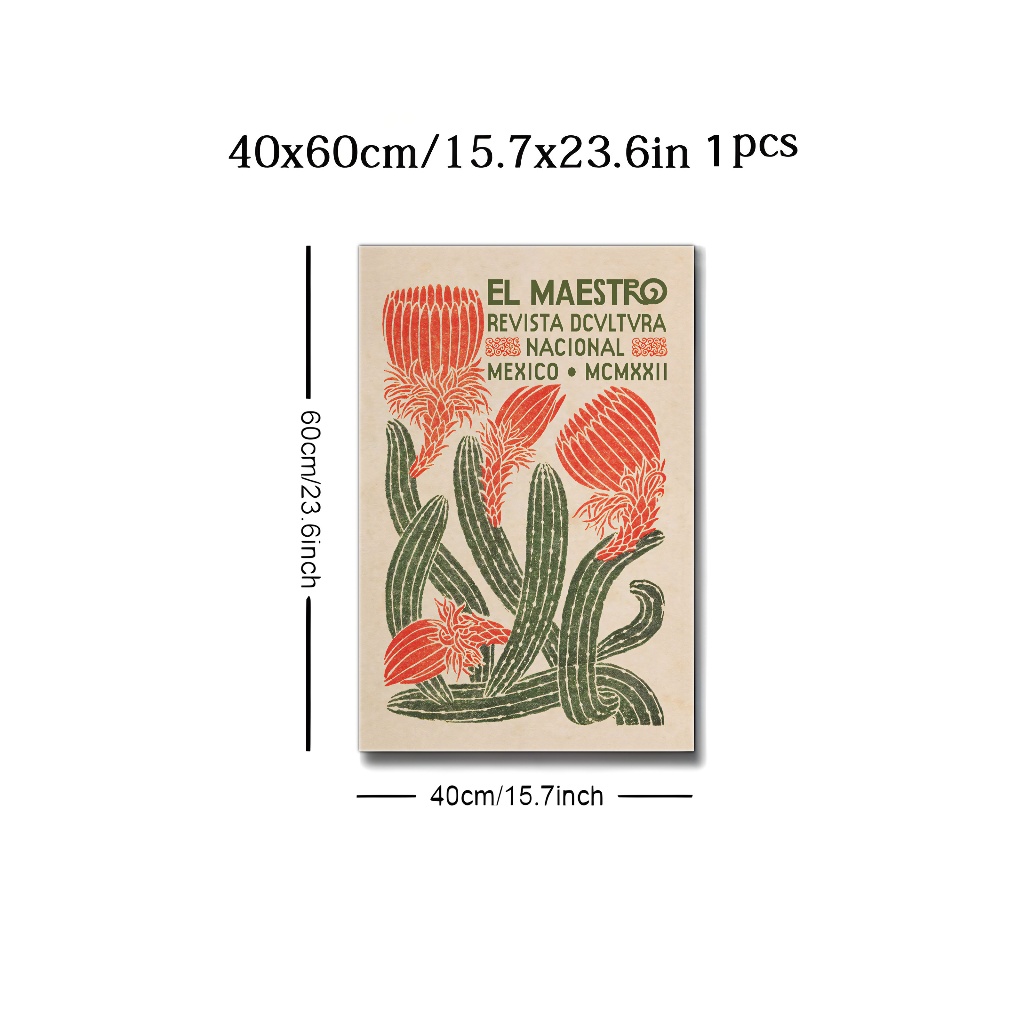 40x60cm/15.7x23.6in 1pcs
EL MAESTRO
REVISTA DCVLTVRA
NACIONAL
MEXICO • MCMXXII
60cm/23.6inch
40cm/15.7inch